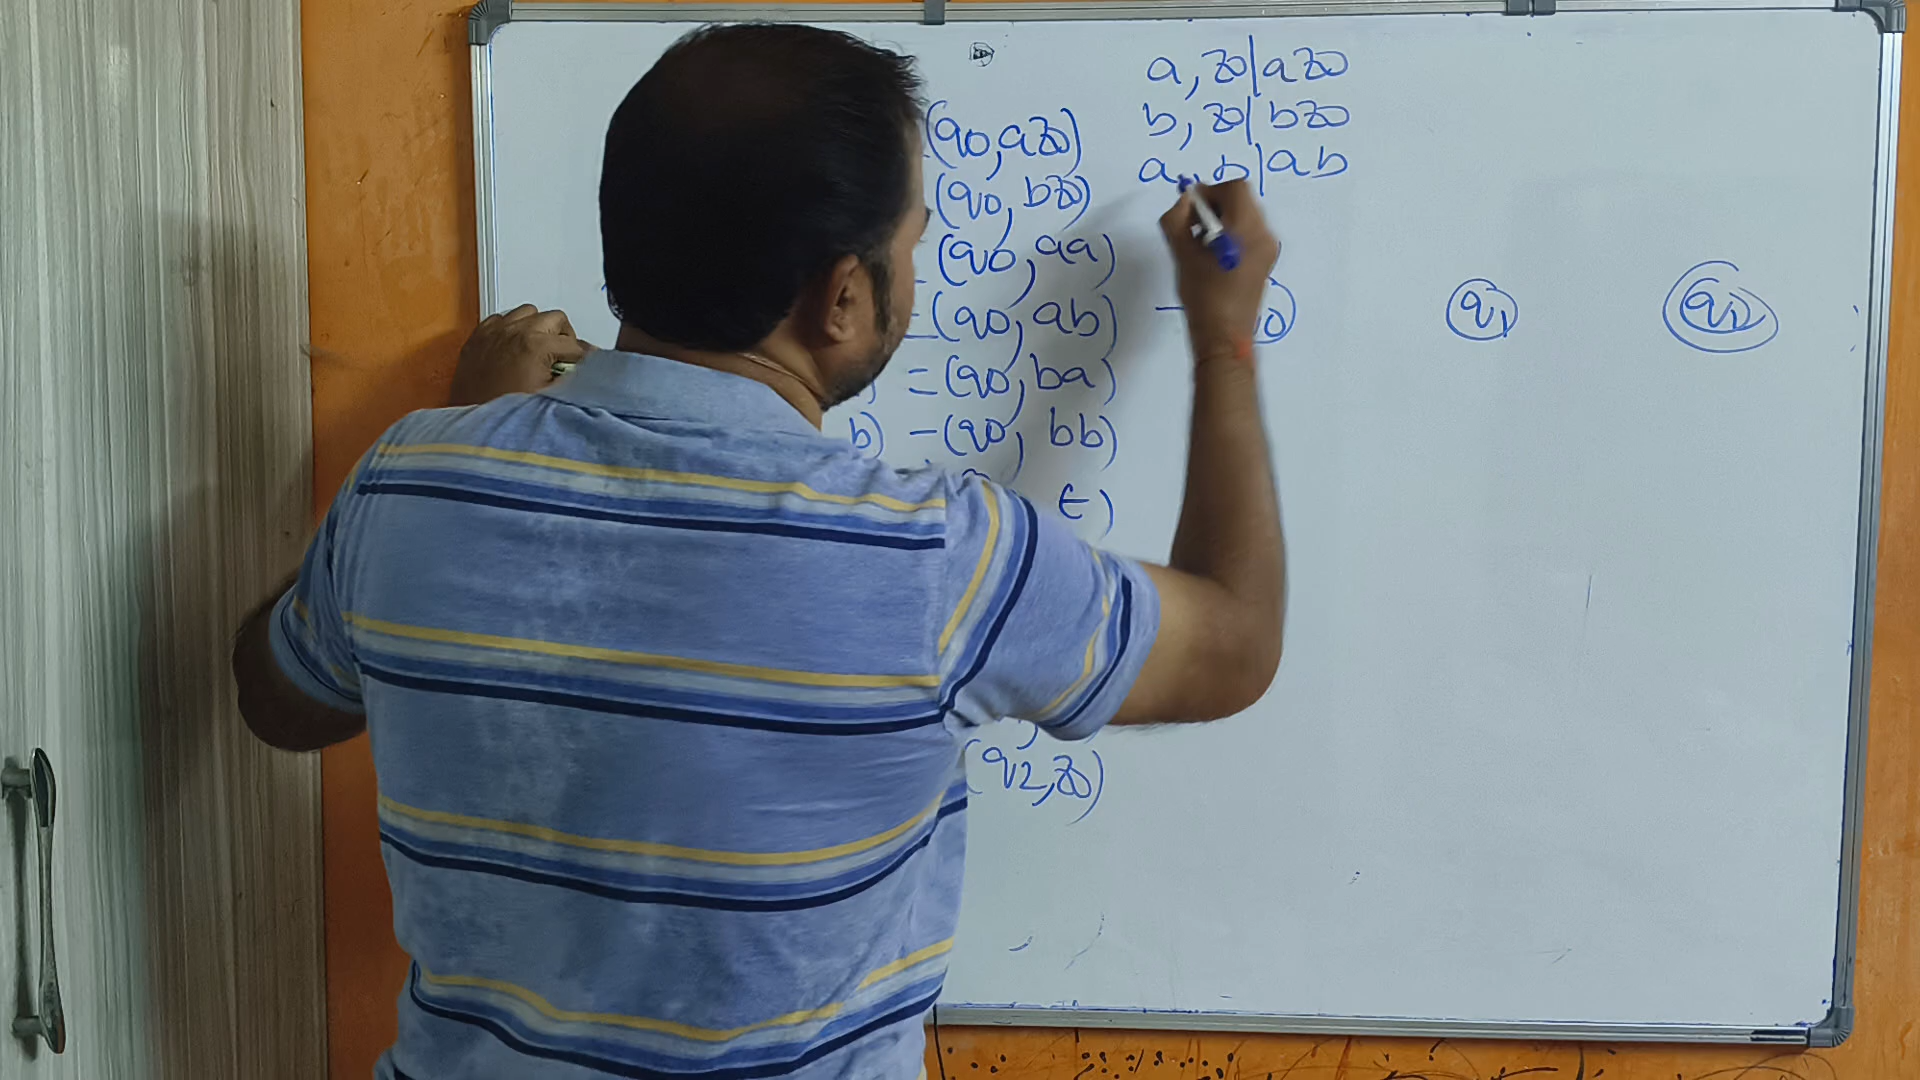 (q0, az0)
(q0, bz0)
(q0, aa)
=(q0, ab)
) =(q0, ba)
b) -(q0, bb)
ε)
(q2, z0)
a, z0|az0
b, z0|bz0
a, b|ab
q1